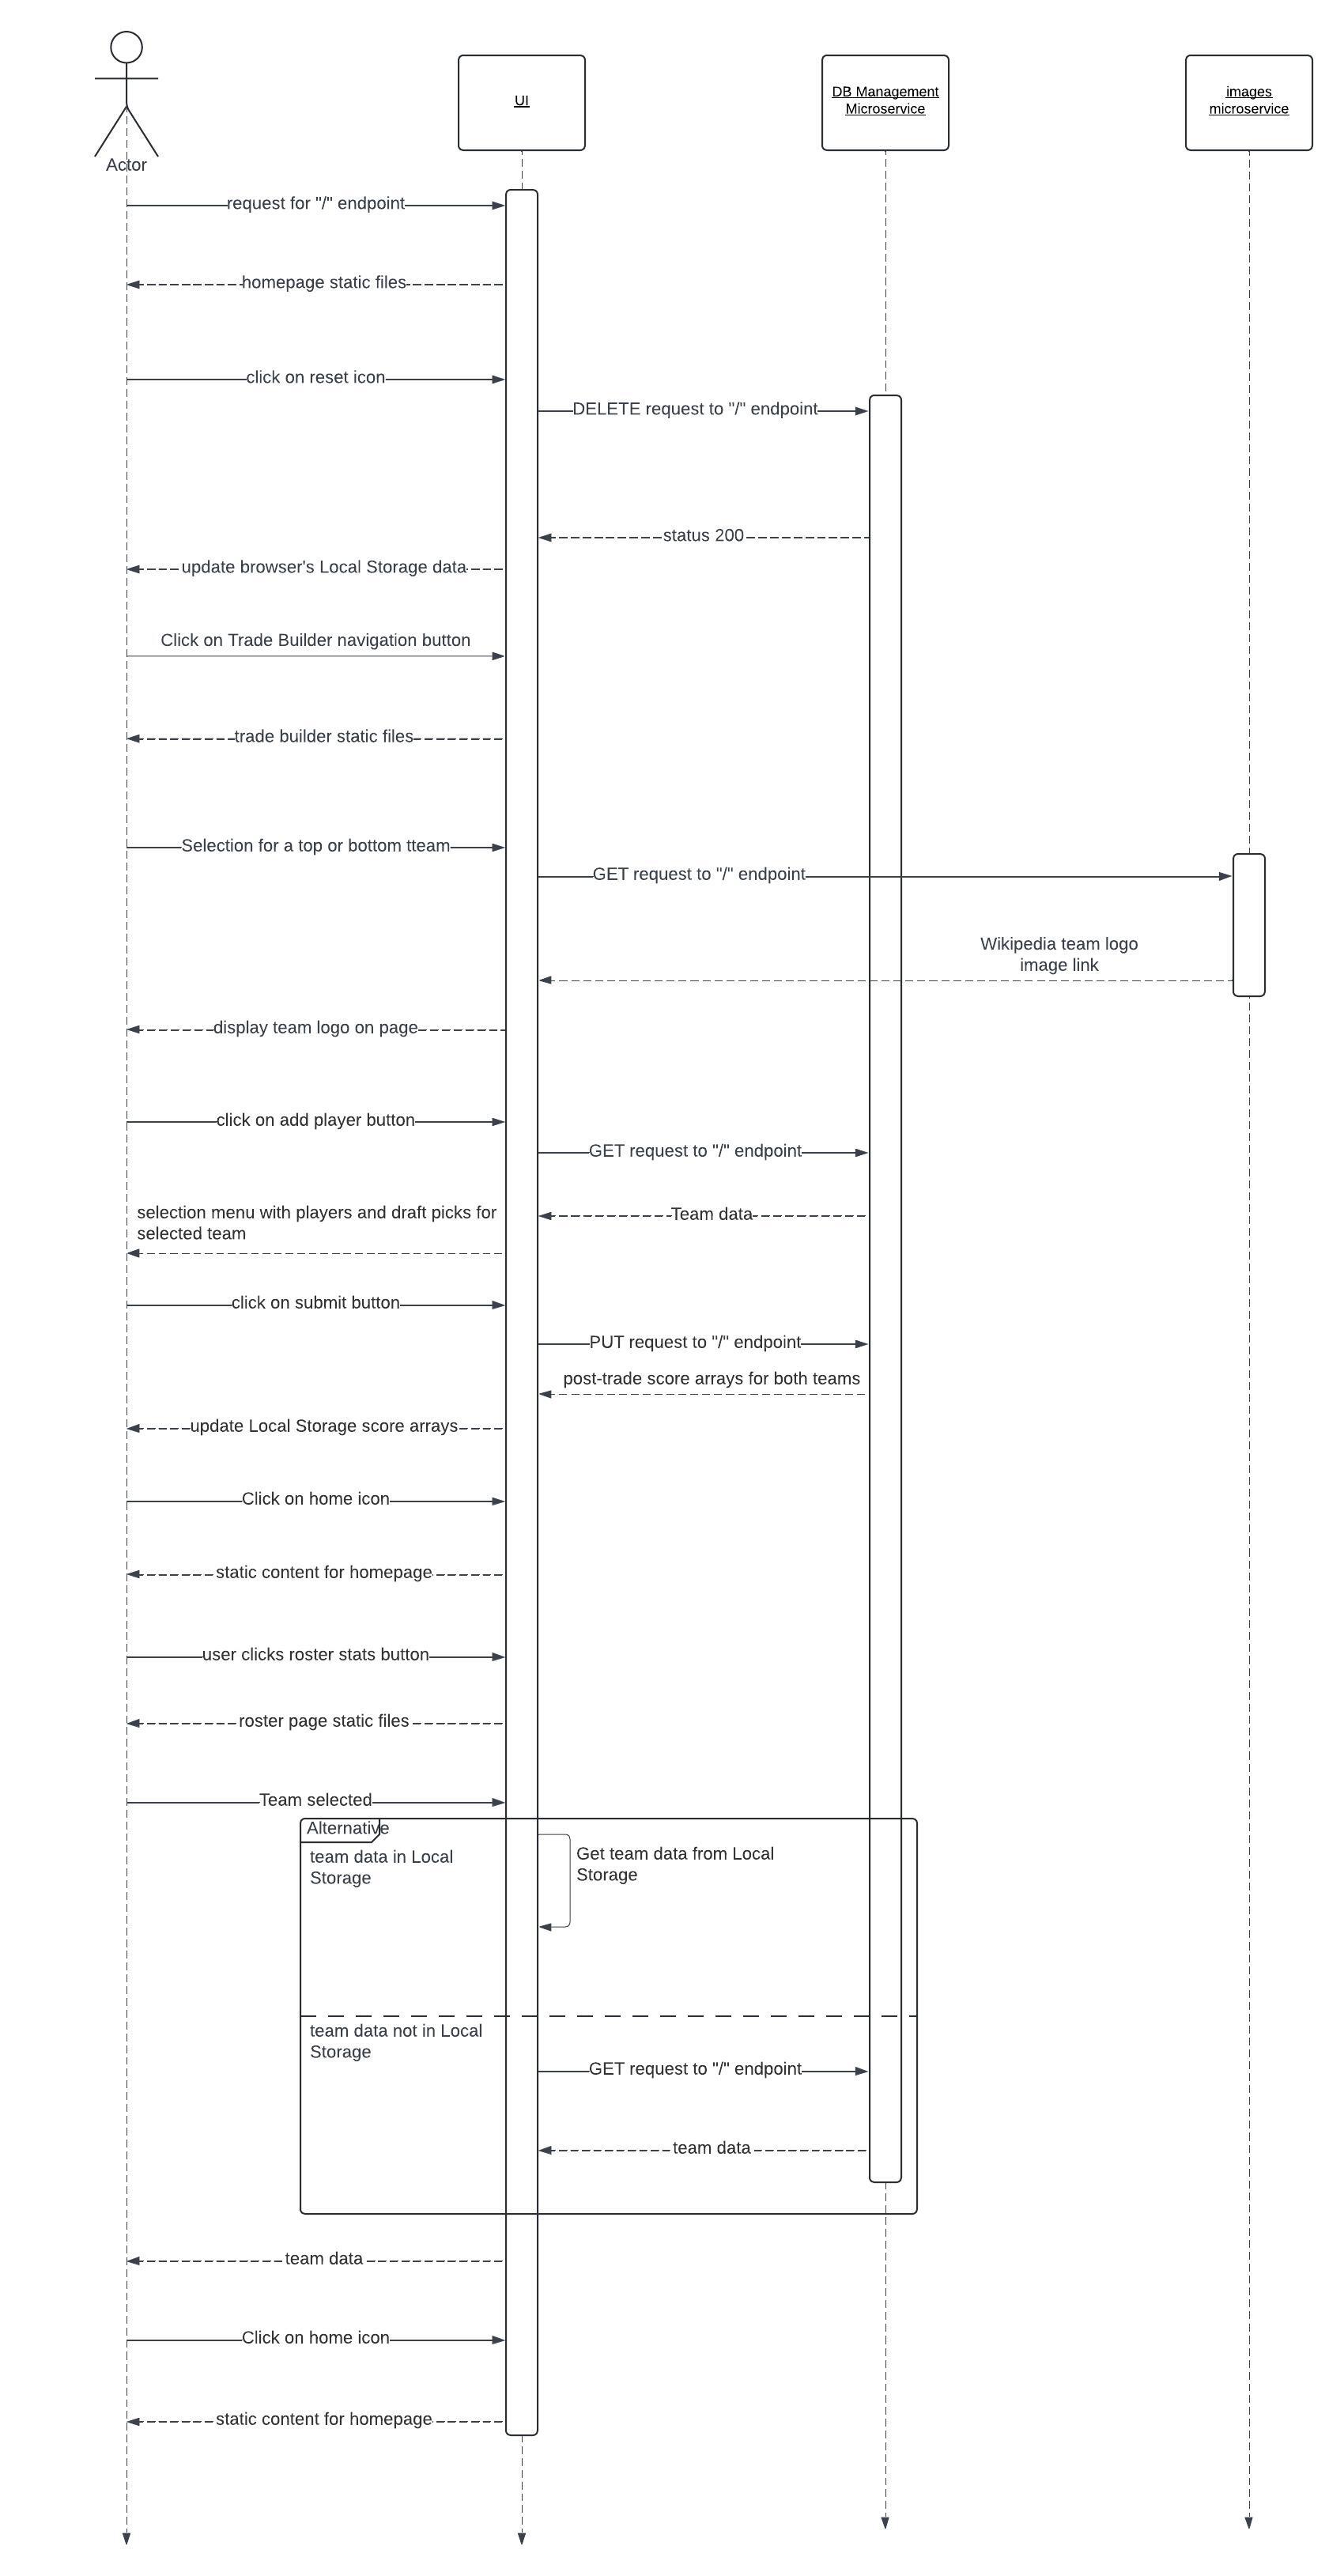 Actor
UI
DB Management
Microservice
images
microservice
request for "/" endpoint
homepage static files
click on reset icon
DELETE request to "/" endpoint
status 200
update browser's Local Storage data
Click on Trade Builder navigation button
trade builder static files
Selection for a top or bottom tteam
GET request to "/" endpoint
Wikipedia team logo
image link
display team logo on page
click on add player button
GET request to "/" endpoint
selection menu with players and draft picks for
selected team
Team data
click on submit button
PUT request to "/" endpoint
post-trade score arrays for both teams
update Local Storage score arrays
Click on home icon
static content for homepage
user clicks roster stats button
roster page static files
Team selected
Alternative
team data in Local
Storage
Get team data from Local
Storage
team data not in Local
Storage
GET request to "/" endpoint
team data
team data
Click on home icon
static content for homepage